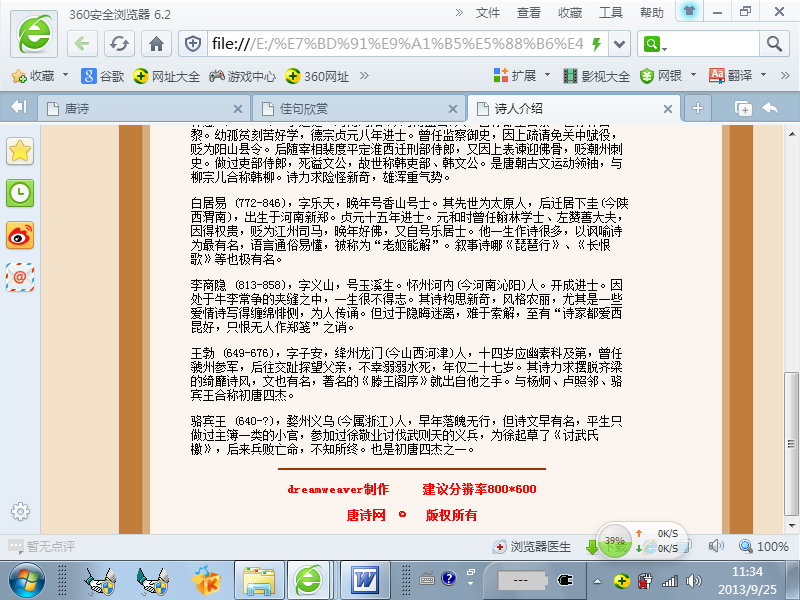 360安全浏览器 6.2
文件 查看 收藏 工具 帮助
file:///E:/%E7%BD%91%E9%A1%B5%E5%88%B6%E4
收藏 谷歌 网址大全 游戏中心 360网址 扩展 影视大全 网银 翻译
唐诗 佳句欣赏 诗人介绍
黎。幼孤贫刻苦好学，德宗贞元八年进士。曾任监察御史，因上疏请免关中赋役，
贬为阳山县令。后随宰相裴度平定淮西迁刑部侍郎，又因上表谏迎佛骨，贬潮州刺
史。做过吏部侍郎，死谥文公，故世称韩吏部、韩文公。是唐朝古文运动领袖，与
柳宗儿合称韩柳。诗力求险怪新奇，雄浑重气势。
白居易 (772-846)，字乐天，晚年号香山号士。其先世为太原人，后迁居下圭(今陕
西渭南)，出生于河南新郑。贞元十五年进士。元和时曾任翰林学士、左赞善大夫，
因得权贵，贬为江州司马，晚年好佛，又自号乐居士。他一生作诗很多，以讽喻诗
为最有名，语言通俗易懂，被称为“老妪能解”。叙事诗哪《琵琶行》、《长恨
歌》等也极有名。
李商隐 (813-858)，字义山，号玉溪生。怀州河内(今河南沁阳)人。开成进士。因
处于牛李常争的夹缝之中，一生很不得志。其诗构思新奇，风格农丽，尤其是一些
爱情诗写得缠绵悱恻，为人传诵。但过于隐晦迷离，难于索解，至有“诗家都爱西
昆好，只恨无人作郑笺”之诮。
王勃 (649-676)，字子安，绛州龙门(今山西河津)人，十四岁应幽素科及第，曾任
虢州参军，后往交趾探望父亲，不幸弱弱水死，年仅二十七岁。其诗力求摆脱齐梁
的绮靡诗风，文也有名，著名的《滕王阁序》就出自他之手。与杨炯、卢照邻、骆
宾王合称初唐四杰。
骆宾王 (640-?)，婺州义乌(今属浙江)人，早年落魄无行，但诗文早有名，平生只
做过主簿一类的小官，参加过徐敬业讨伐武则天的义兵，为徐起草了《讨武氏
檄》，后来兵败亡命，不知所终。也是初唐四杰之一。
dreamweaver制作 建议分辨率800*600
唐诗网 © 版权所有
暂无点评 浏览器医生 下载 39% 0K/S 0K/S 100%
11:34
2013/9/25